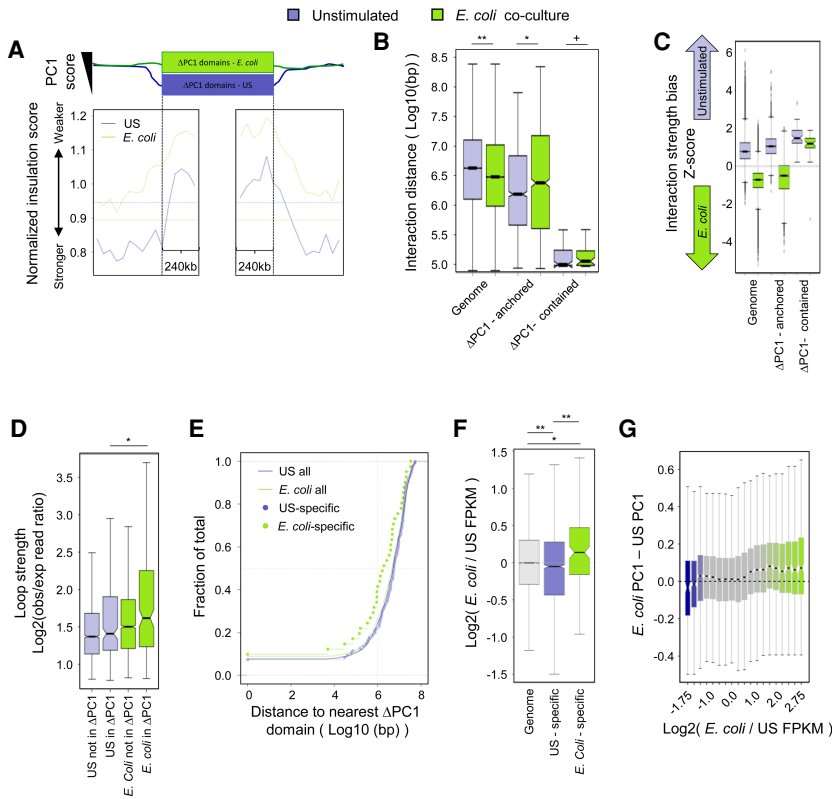 Unstimulated
E. coli co-culture
A
PC1 score
ΔPC1 domains - E. coli
ΔPC1 domains - US
Normalized insulation score
Weaker
Stronger
1.2
1.1
1.0
0.9
0.8
US
E. coli
240kb
240kb
B
Interaction distance ( Log10(bp) )
8.5
8.0
7.5
7.0
6.5
6.0
5.5
5.0
**
*
+
Genome
ΔPC1 - anchored
ΔPC1- contained
C
Interaction strength bias
Z-score
Unstimulated
E. coli
6
4
2
0
-2
-4
Genome
ΔPC1 - anchored
ΔPC1- contained
D
Loop strength
Log2(obs/exp read ratio)
3.5
3.0
2.5
2.0
1.5
1.0
*
US not in ΔPC1
US in ΔPC1
E. Coli not in ΔPC1
E. coli in ΔPC1
E
Fraction of total
1.0
0.8
0.6
0.4
0.2
0.0
US all
E. coli all
US-specific
E. coli-specific
0
2
4
6
8
Distance to nearest ΔPC1
domain ( Log10 (bp) )
F
Log2( E. coli / US FPKM)
1.5
1.0
0.5
0
-0.5
-1.0
-1.5
**
**
*
Genome
US - specific
E. Coli - specific
G
E. coli PC1 – US PC1
0.6
0.4
0.2
0.0
-0.2
-0.4
-1.75
-1.0
0.0
1.0
2.0
2.75
Log2( E. coli / US FPKM )